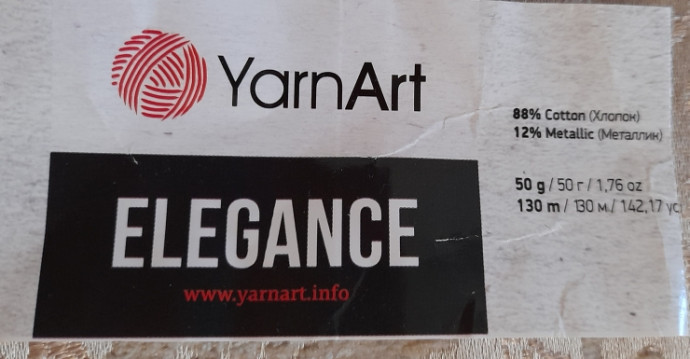 YarnArt
88% Cotton (Хлопок)
12% Metallic (Металлик)
ELEGANCE
www.yarnart.info
50 g / 50 г / 1,76 oz
130 m / 130 м / 142,17